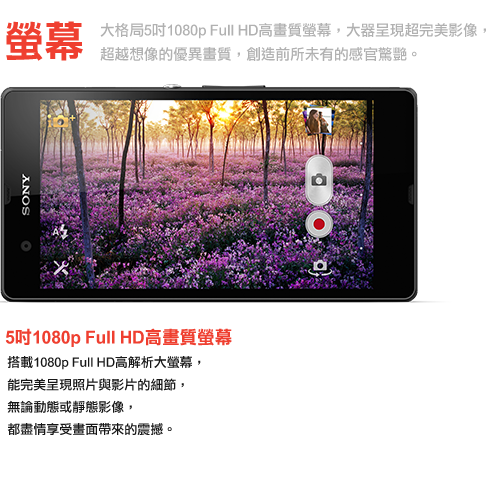 螢幕
大格局5吋1080p Full HD高畫質螢幕，大器呈現超完美影像，
超越想像的優異畫質，創造前所未有的感官驚艷。
SONY
A
5吋1080p Full HD高畫質螢幕
搭載1080p Full HD高解析大螢幕，
能完美呈現照片與影片的細節，
無論動態或靜態影像，
都盡情享受畫面帶來的震撼。